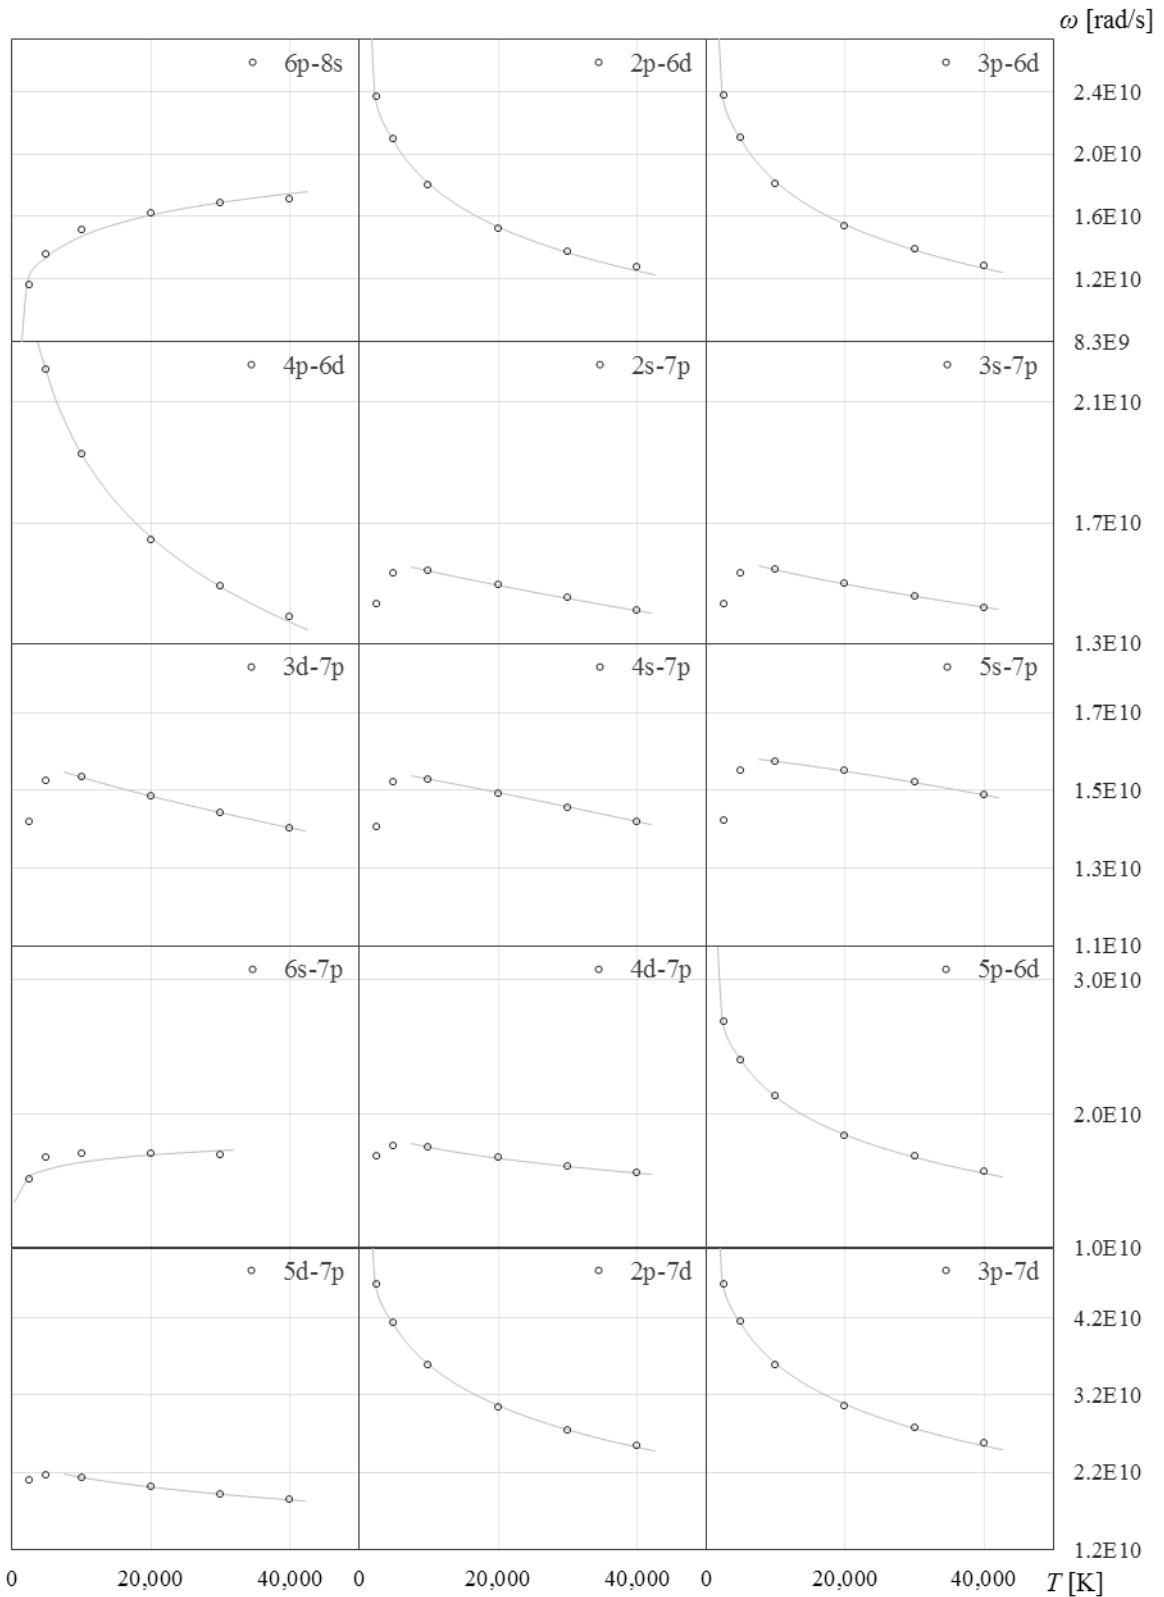 ω [rad/s]
6p-8s 2p-6d 3p-6d
2.4E10
2.0E10
1.6E10
1.2E10
8.3E9
4p-6d 2s-7p 3s-7p
2.1E10
1.7E10
1.3E10
3d-7p 4s-7p 5s-7p
1.7E10
1.5E10
1.3E10
1.1E10
6s-7p 4d-7p 5p-6d
3.0E10
2.0E10
1.0E10
5d-7p 2p-7d 3p-7d
4.2E10
3.2E10
2.2E10
1.2E10
0 20,000 40,000 0 20,000 40,000 0 20,000 40,000 T [K]